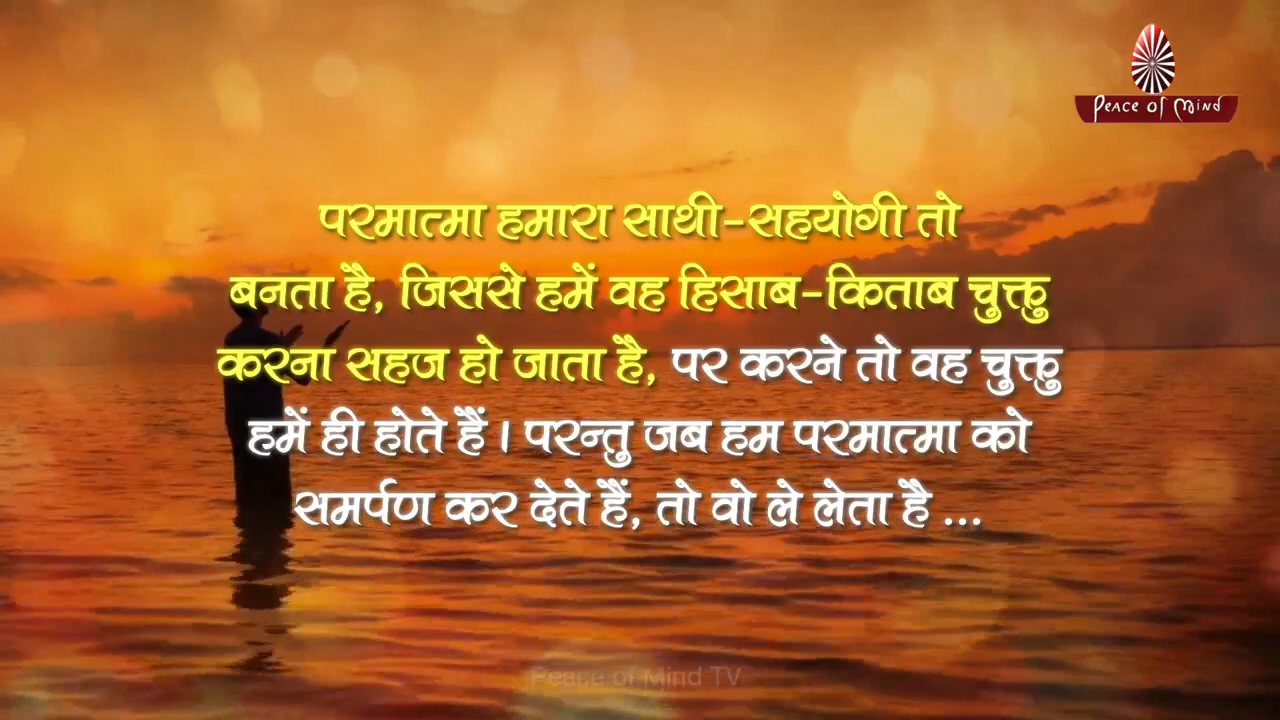 Peace of Mind
परमात्मा हमारा साथी-सहयोगी तो
बनता है, जिससे हमें वह हिसाब-किताब चुक्तु
करना सहज हो जाता है, पर करने तो वह चुक्तु
हमें ही होते हैं । परन्तु जब हम परमात्मा को
समर्पण कर देते हैं, तो वो ले लेता है ...
Peace of Mind TV